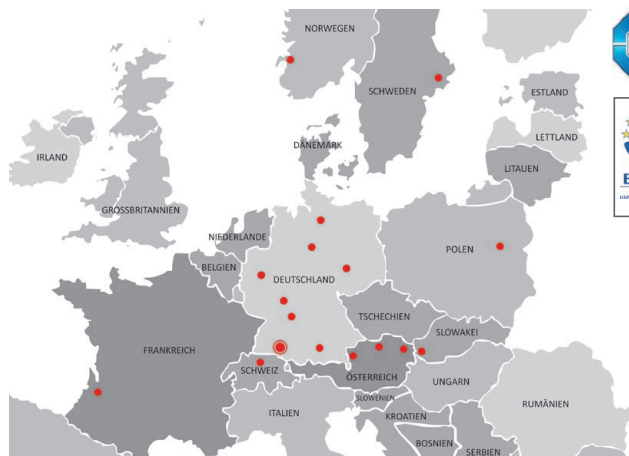 NORWEGEN
SCHWEDEN
ESTLAND
LETTLAND
LITAUEN
DÄNEMARK
IRLAND
GROSSBRITANNIEN
NIEDERLANDE
BELGIEN
DEUTSCHLAND
POLEN
TSCHECHIEN
SLOWAKEI
FRANKREICH
SCHWEIZ
ÖSTERREICH
UNGARN
SLOWENIEN
ITALIEN
KROATIEN
RUMÄNIEN
BOSNIEN
SERBIEN